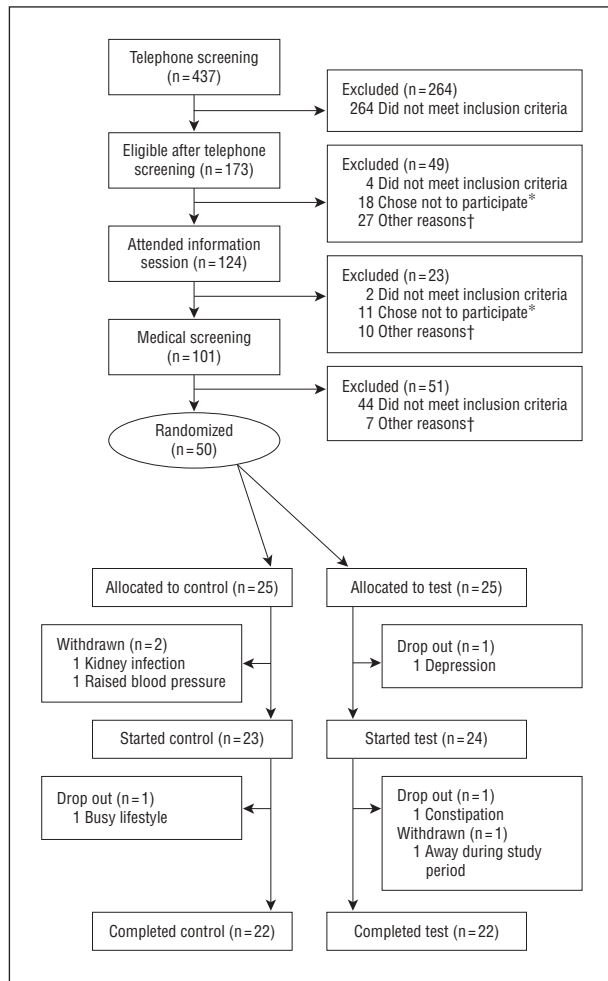 Telephone screening
(n=437)
Excluded (n=264)
264 Did not meet inclusion criteria
Eligible after telephone
screening (n=173)
Excluded (n=49)
4 Did not meet inclusion criteria
18 Chose not to participate*
27 Other reasons†
Attended information
session (n=124)
Excluded (n=23)
2 Did not meet inclusion criteria
11 Chose not to participate*
10 Other reasons†
Medical screening
(n=101)
Excluded (n=51)
44 Did not meet inclusion criteria
7 Other reasons†
Randomized
(n=50)
Allocated to control (n=25)
Allocated to test (n=25)
Withdrawn (n=2)
1 Kidney infection
1 Raised blood pressure
Drop out (n=1)
1 Depression
Started control (n=23)
Started test (n=24)
Drop out (n=1)
1 Busy lifestyle
Drop out (n=1)
1 Constipation
Withdrawn (n=1)
1 Away during study
period
Completed control (n=22)
Completed test (n=22)